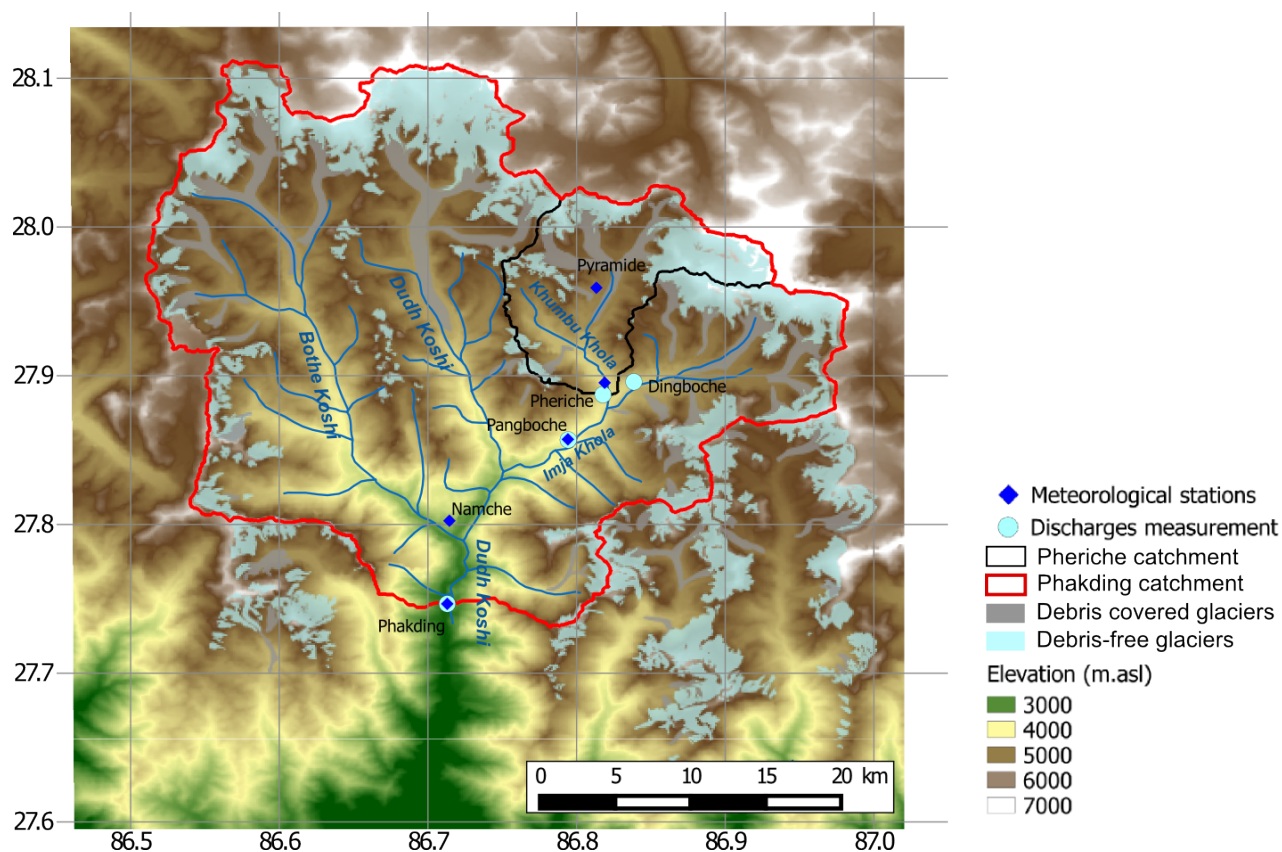 28.1
28.0
27.9
27.8
27.7
27.6
86.5
86.6
86.7
86.8
86.9
87.0
Pyramide
Khumbu Khola
Dudh Koshi
Bothe Koshi
Dingboche
Pheriche
Pangboche
Imja Khola
Namche
Dudh Koshi
Phakding
0 5 10 15 20 km
Meteorological stations
Discharges measurement
Pheriche catchment
Phakding catchment
Debris covered glaciers
Debris-free glaciers
Elevation (m.asl)
3000
4000
5000
6000
7000